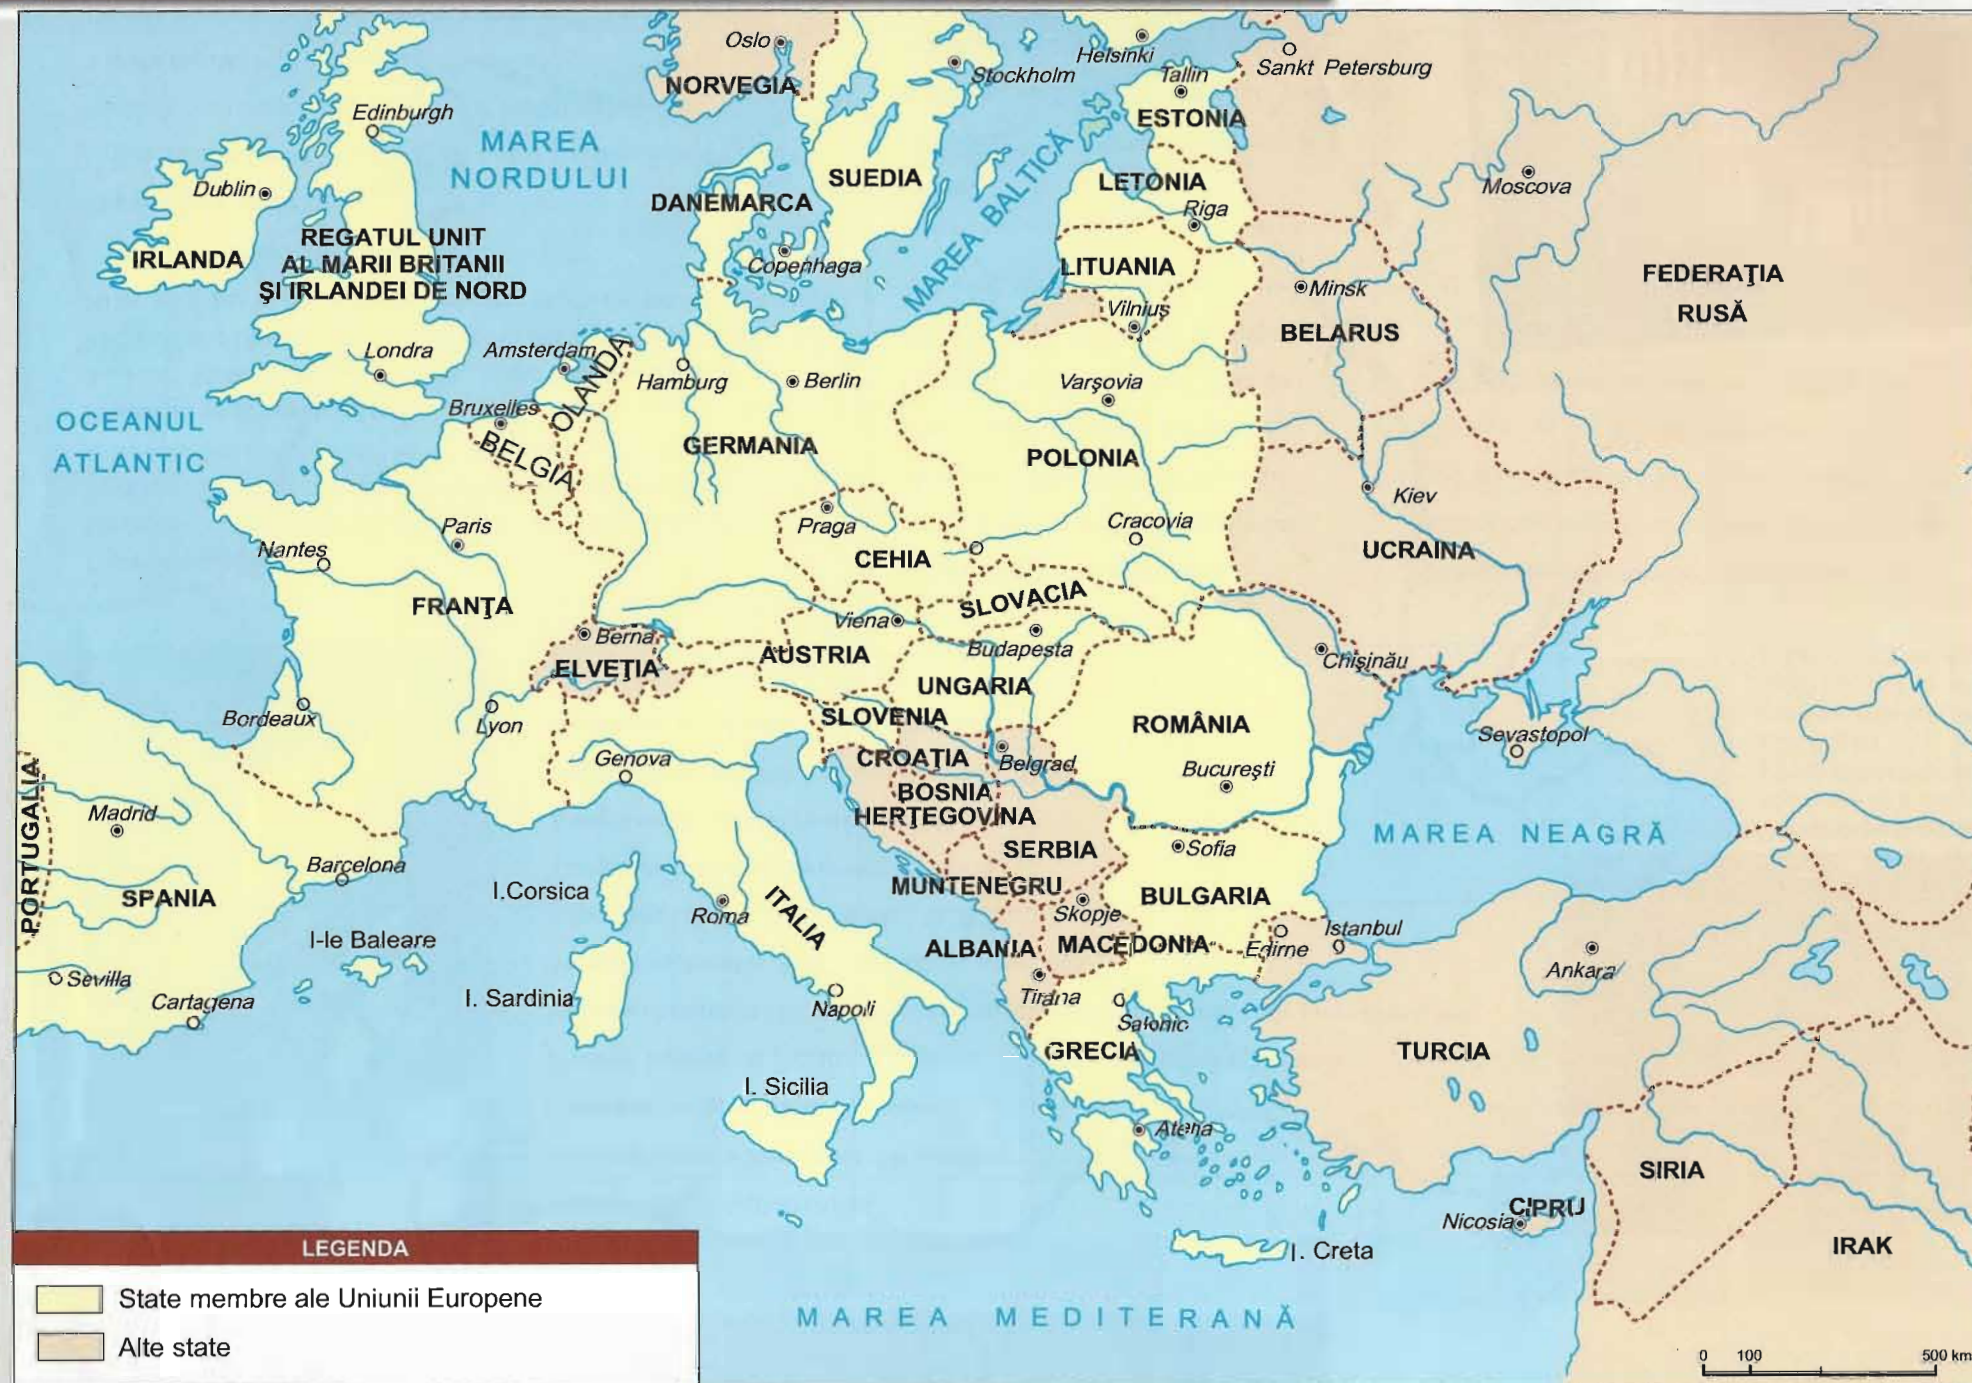 Oslo
NORVEGIA
Stockholm
Helsinki
Tallin
Sankt Petersburg
ESTONIA
Edinburgh
MAREA
NORDULUI
Dublin
IRLANDA
REGATUL UNIT
AL MARII BRITANII
ŞI IRLANDEI DE NORD
DANEMARCA
SUEDIA
Copenhaga
MAREA BALTICĂ
LETONIA
Riga
Moscova
LITUANIA
Vilnius
Minsk
BELARUS
FEDERAŢIA
RUSĂ
Londra
Amsterdam
OLANDA
Hamburg
Berlin
Varşovia
OCEANUL
ATLANTIC
Bruxelles
BELGIA
GERMANIA
POLONIA
Kiev
Paris
Praga
Cracovia
Nantes
CEHIA
UCRAINA
FRANŢA
SLOVACIA
Viena
Berna
Budapesta
AUSTRIA
ELVEŢIA
Chişinău
UNGARIA
Bordeaux
Lyon
SLOVENIA
ROMÂNIA
Sevastopol
Genova
CROAŢIA
Belgrad
Bucureşti
PORTUGALIA
Madrid
BOSNIA
HERŢEGOVINA
SERBIA
Sofia
MAREA NEAGRĂ
Barcelona
I.Corsica
MUNTENEGRU
BULGARIA
SPANIA
Roma
ITALIA
Skopje
Istanbul
I-le Baleare
ALBANIA
MACEDONIA
Edirne
Ankara
Sevilla
Cartagena
I. Sardinia
Napoli
Tirana
Salonic
GRECIA
TURCIA
I. Sicilia
Atena
SIRIA
CIPRU
Nicosia
I. Creta
IRAK
MAREA MEDITERANĂ
LEGENDA
State membre ale Uniunii Europene
Alte state
0 100 500 km